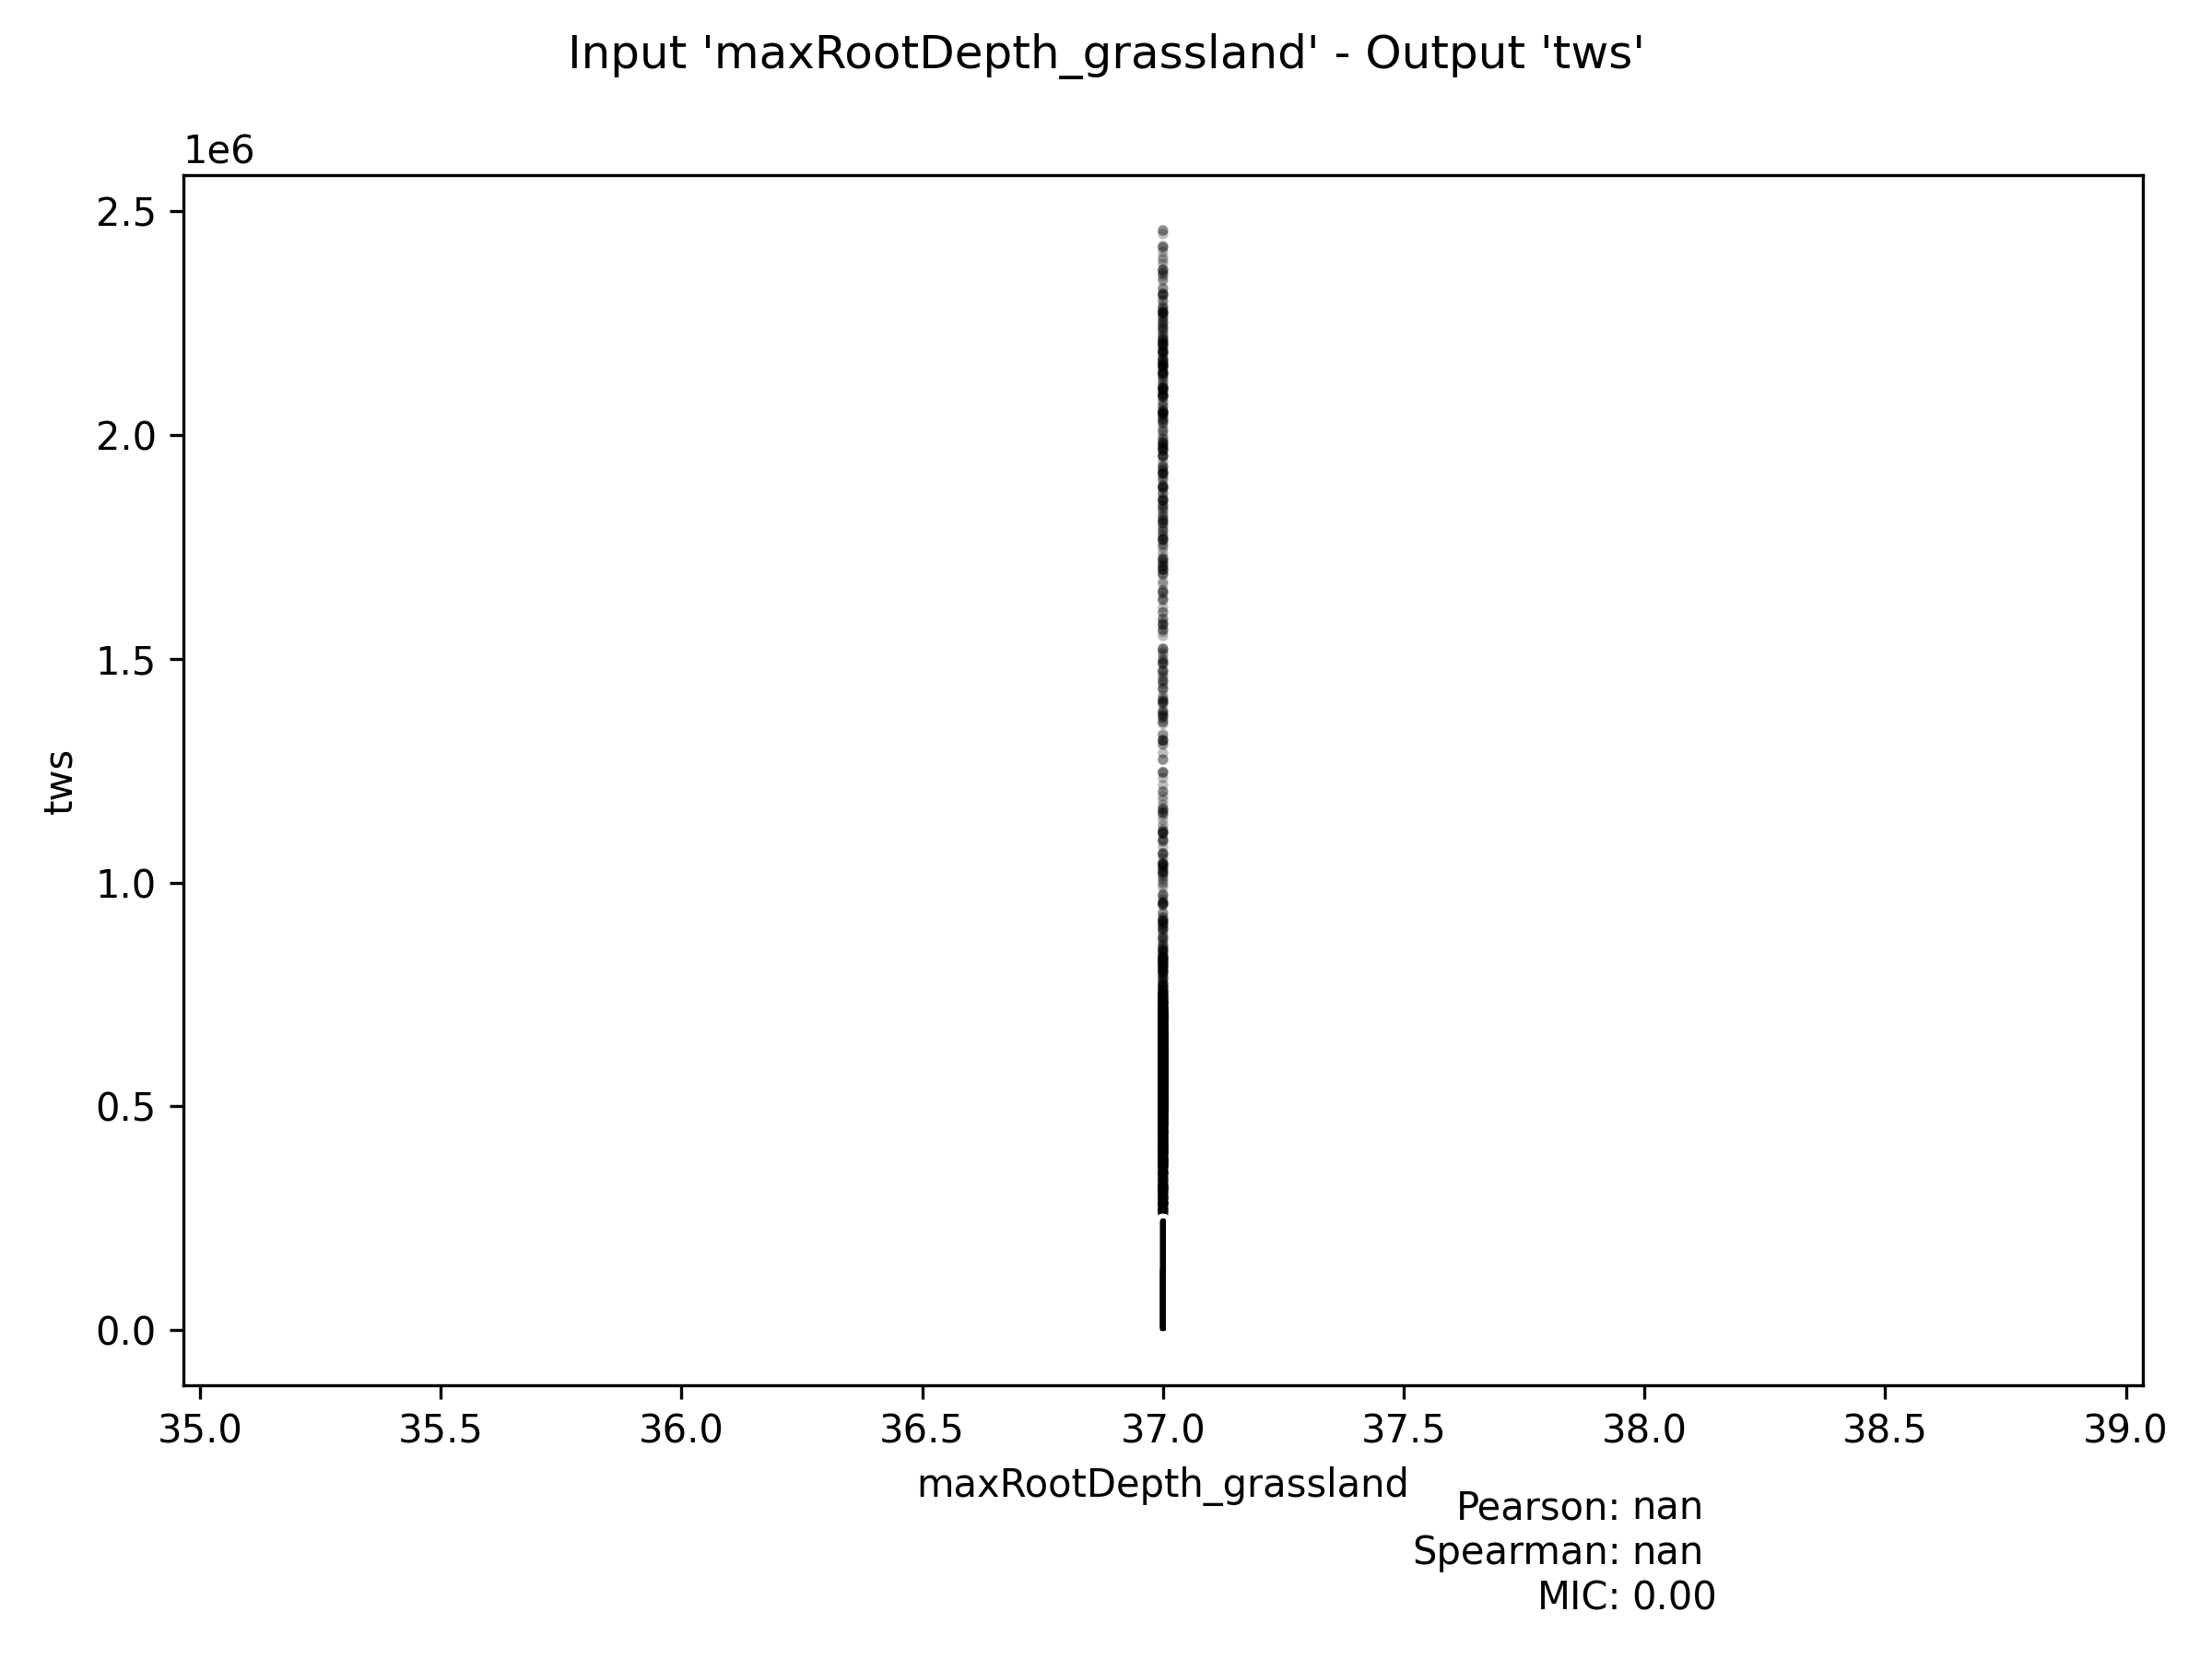 Input 'maxRootDepth_grassland' - Output 'tws'
1e6
2.5
2.0
1.5
1.0
0.5
0.0
tws
35.0 35.5 36.0 36.5 37.0 37.5 38.0 38.5 39.0
maxRootDepth_grassland
Pearson: nan
Spearman: nan
MIC: 0.00